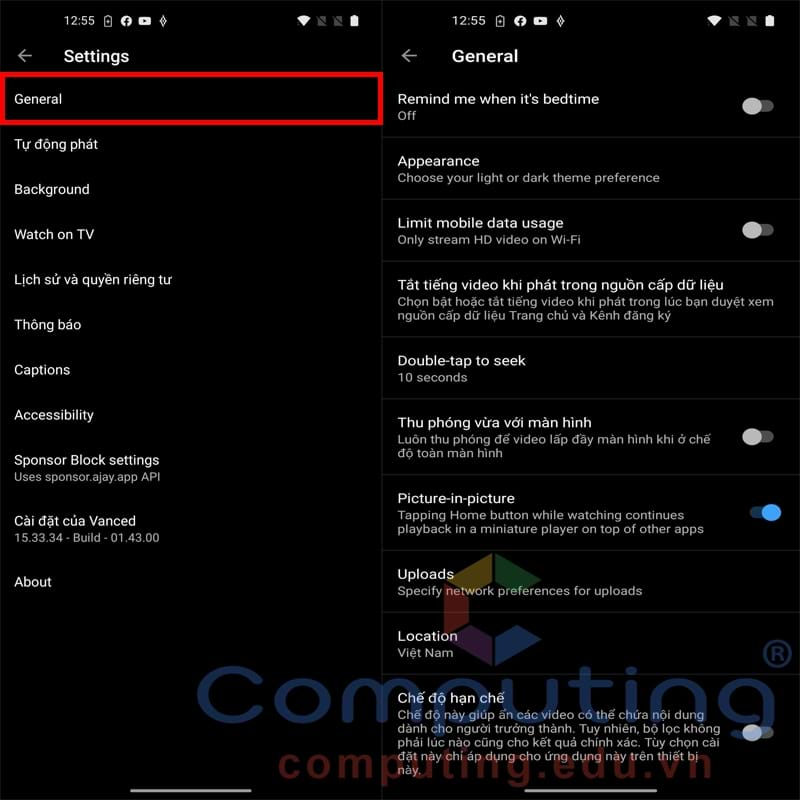 12:55
Settings
General
Tự động phát
Background
Watch on TV
Lịch sử và quyền riêng tư
Thông báo
Captions
Accessibility
Sponsor Block settings
Uses sponsor.ajay.app API
Cài đặt của Vanced
15.33.34 - Build - 01.43.00
About
12:55
General
Remind me when it's bedtime
Off
Appearance
Choose your light or dark theme preference
Limit mobile data usage
Only stream HD video on Wi-Fi
Tắt tiếng video khi phát trong nguồn cấp dữ liệu
Chọn bật hoặc tắt tiếng video khi phát trong lúc bạn duyệt xem
nguồn cấp dữ liệu Trang chủ và Kênh đăng ký
Double-tap to seek
10 seconds
Thu phóng vừa với màn hình
Luôn thu phóng để video lấp đầy màn hình khi ở chế
độ toàn màn hình
Picture-in-picture
Tapping Home button while watching continues
playback in a miniature player on top of other apps
Uploads
Specify network preferences for uploads
Location
Việt Nam
Chế độ hạn chế
Chế độ này giúp ẩn các video có thể chứa nội dung
dành cho người trưởng thành. Tuy nhiên, bộ lọc không
phải lúc nào cũng cho kết quả chính xác. Tùy chọn cài
đặt này chỉ áp dụng cho ứng dụng này trên thiết bị
này.
Computing®
computing.edu.vn